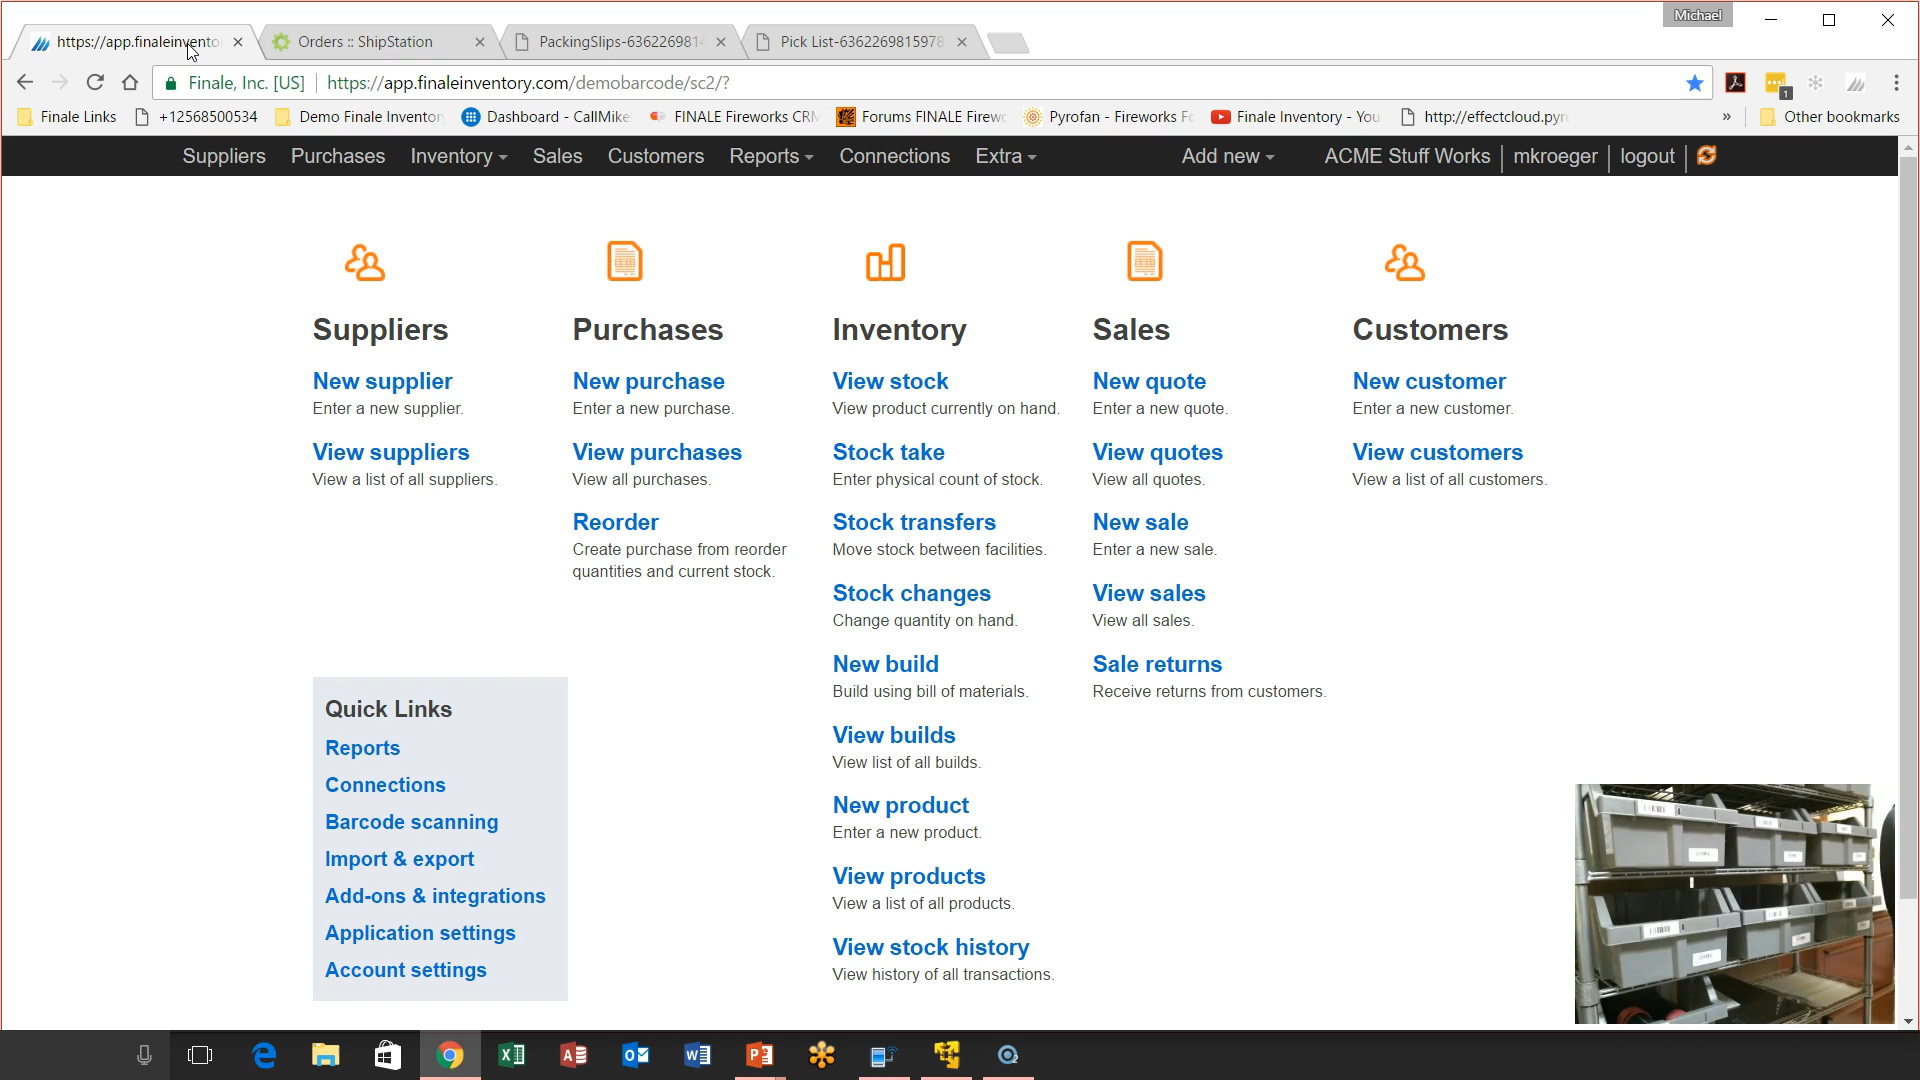 Michael
https://app.finaleinvento
Orders :: ShipStation
PackingSlips-636226981
Pick List-6362269815978
Finale, Inc. [US]
https://app.finaleinventory.com/demobarcode/sc2/?
1
Finale Links
+12568500534
Demo Finale Inventor
Dashboard - CallMike
FINALE Fireworks CRM
Forums FINALE Firew
Pyrofan - Fireworks Fo
Finale Inventory - You
http://effectcloud.pyr
»
Other bookmarks
Suppliers
Purchases
Inventory
Sales
Customers
Reports
Connections
Extra
Add new
ACME Stuff Works
mkroeger
logout
Suppliers
New supplier
Enter a new supplier.
View suppliers
View a list of all suppliers.
Purchases
New purchase
Enter a new purchase.
View purchases
View all purchases.
Reorder
Create purchase from reorder
quantities and current stock.
Inventory
View stock
View product currently on hand.
Stock take
Enter physical count of stock.
Stock transfers
Move stock between facilities.
Stock changes
Change quantity on hand.
New build
Build using bill of materials.
View builds
View list of all builds.
New product
Enter a new product.
View products
View a list of all products.
View stock history
View history of all transactions.
Sales
New quote
Enter a new quote.
View quotes
View all quotes.
New sale
Enter a new sale.
View sales
View all sales.
Sale returns
Receive returns from customers.
Customers
New customer
Enter a new customer.
View customers
View a list of all customers.
Quick Links
Reports
Connections
Barcode scanning
Import & export
Add-ons & integrations
Application settings
Account settings